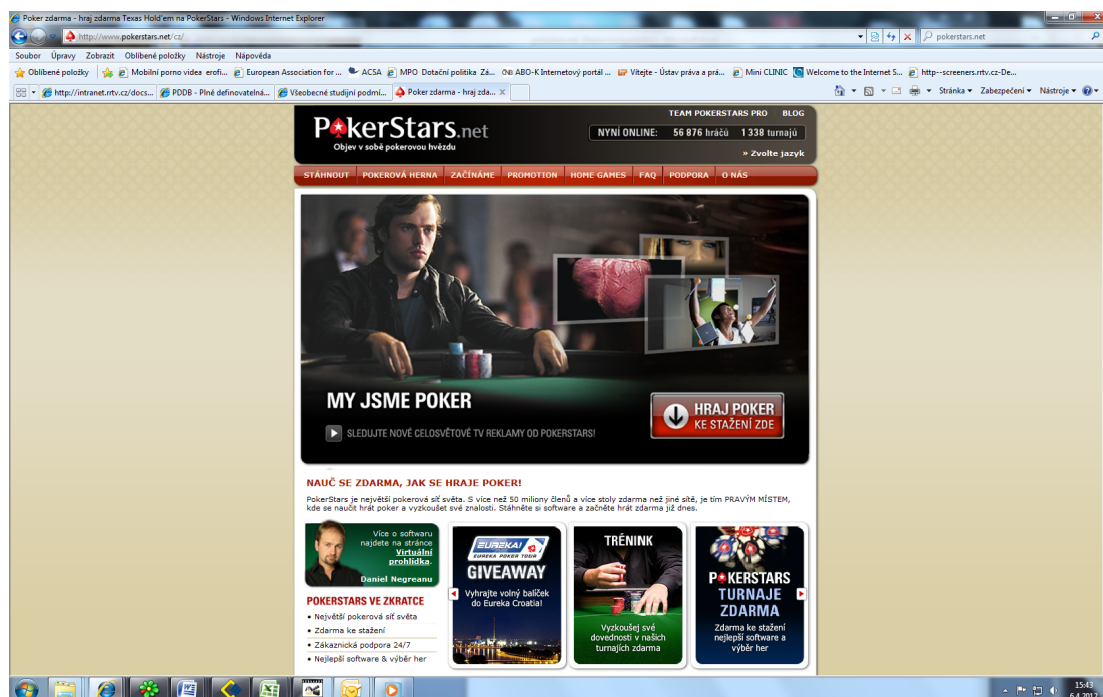 Poker zdarma - hraj zdarma Texas Hold'em na PokerStars - Windows Internet Explorer
http://www.pokerstars.net/cz/
pokerstars.net
Soubor Úpravy Zobrazit Oblíbené položky Nástroje Nápověda
Oblíbené položky Mobilní porno videa erofi... European Association for ... ACSA MPO Dotační politika Zá... ABO-K Internetový portál ... Vítejte - Ústav práva a prá... Mini CLINIC Welcome to the Internet S... http--screeners.rrtv.cz-De...
http://intranet.rrtv.cz/docs... PDDB - Plné definovatelná... Všeobecné studijní podmí... Poker zdarma - hraj zda... X Stránka Zabezpečení Nástroje
TEAM POKERSTARS PRO BLOG
PokerStars.net
NYNÍ ONLINE: 56 876 hráčů 1 338 turnajů
Objev v sobě pokerovou hvězdu
» Zvolte jazyk
STÁHNOUT POKEROVÁ HERNA ZAČÍNÁME PROMOTION HOME GAMES FAQ PODPORA O NÁS
MY JSME POKER
SLEDUJTE NOVÉ CELOSVĚTOVÉ TV REKLAMY OD POKERSTARS!
HRAJ POKER
KE STAŽENÍ ZDE
NAUČ SE ZDARMA, JAK SE HRAJE POKER!
PokerStars je největší pokerová síť světa. S více než 50 miliony členů a více stoly zdarma než jiné sítě, je tím PRAVÝM MÍSTEM,
kde se naučit hrát poker a vyzkoušet své znalosti. Stáhněte si software a začněte hrát zdarma již dnes.
Více o softwaru
najdete na stránce
Virtuální
prohlídka.
Daniel Negreanu
POKERSTARS VE ZKRATCE
• Největší pokerová síť světa
• Zdarma ke stažení
• Zákaznická podpora 24/7
• Nejlepší software & výběr her
EUREKA!
EUREKA POKER TOUR
GIVEAWAY
Vyhrajte volný balíček
do Eureka Croatia!
TRÉNINK
Vyzkoušej své
dovednosti v našich
turnajích zdarma
POKERSTARS
TURNAJE
ZDARMA
Zdarma ke stažení
nejlepší software a
výběr her
15:43
6.4.2012